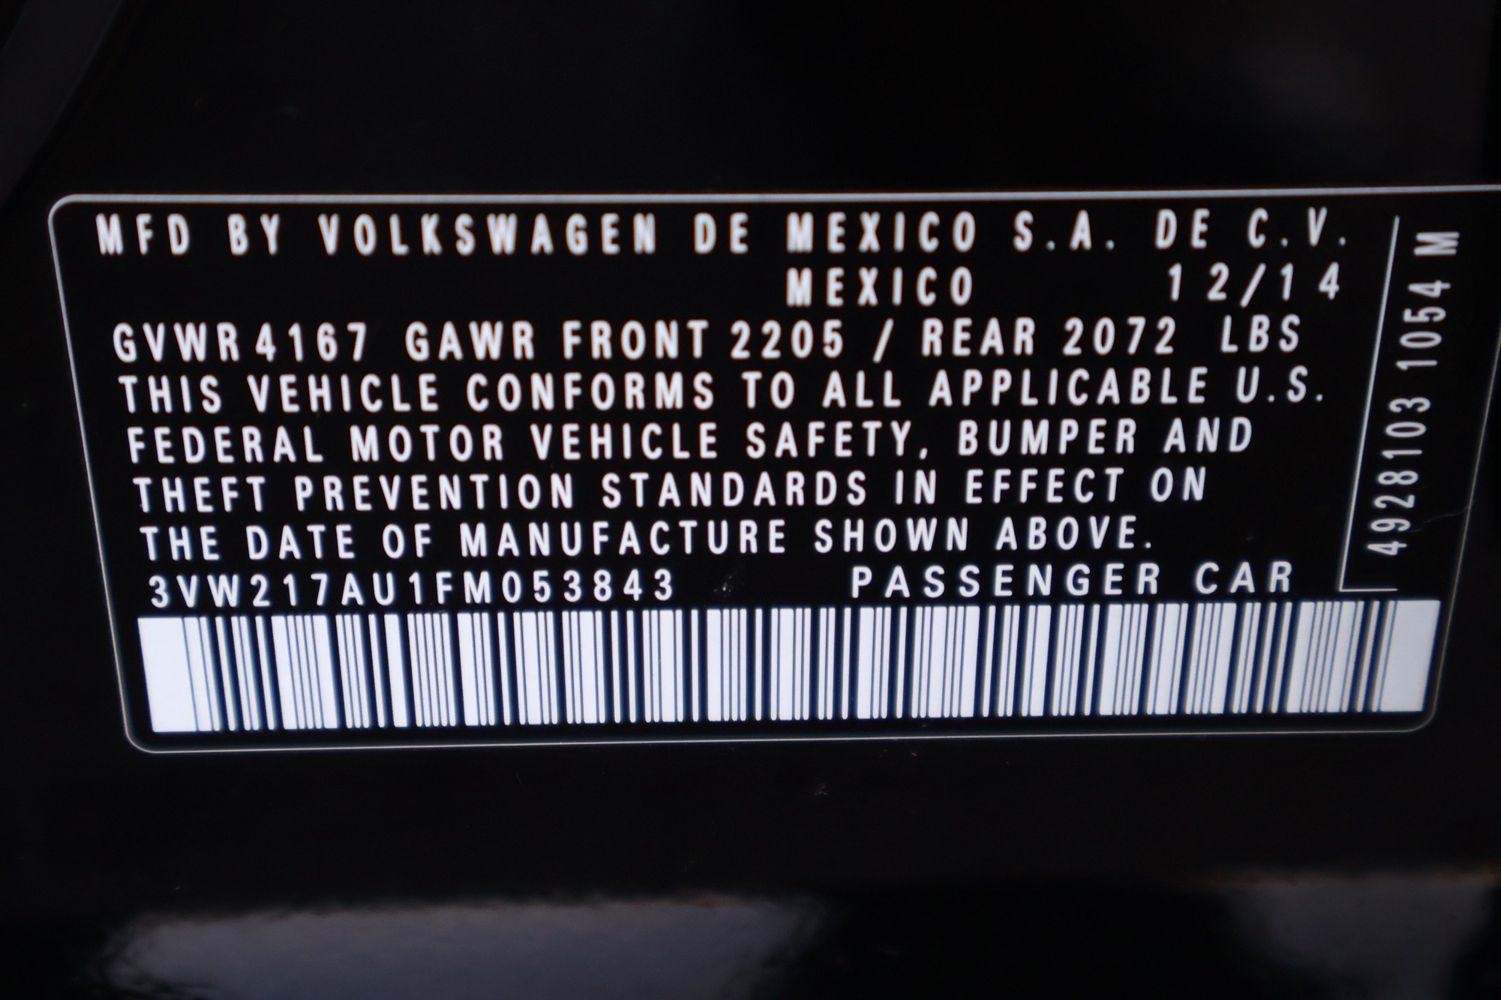 MFD BY VOLKSWAGEN DE MEXICO S.A. DE C.V.
MEXICO 12/14
GVWR 4167 GAWR FRONT 2205 / REAR 2072 LBS
THIS VEHICLE CONFORMS TO ALL APPLICABLE U.S.
FEDERAL MOTOR VEHICLE SAFETY, BUMPER AND
THEFT PREVENTION STANDARDS IN EFFECT ON
THE DATE OF MANUFACTURE SHOWN ABOVE.
3VW217AU1FM053843 PASSENGER CAR
4928103 1054 M